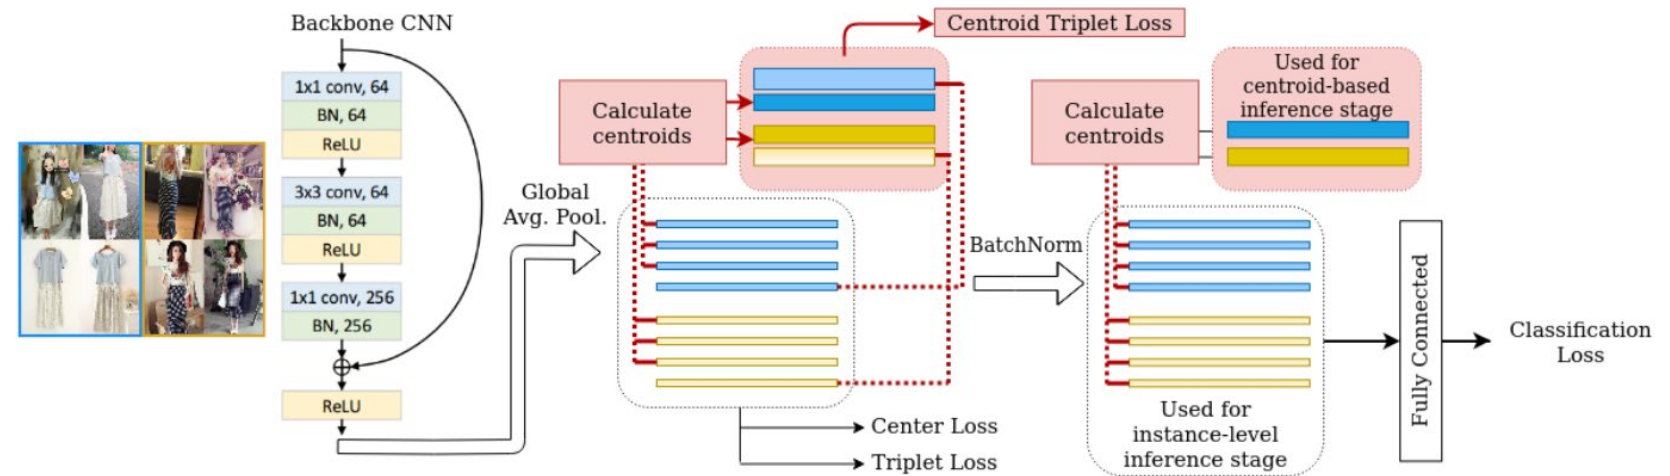 Backbone CNN
1x1 conv, 64
BN, 64
ReLU
3x3 conv, 64
BN, 64
ReLU
1x1 conv, 256
BN, 256
ReLU
Global
Avg. Pool.
Calculate
centroids
Centroid Triplet Loss
Center Loss
Triplet Loss
BatchNorm
Calculate
centroids
Used for
centroid-based
inference stage
Used for
instance-level
inference stage
Fully Connected
Classification
Loss